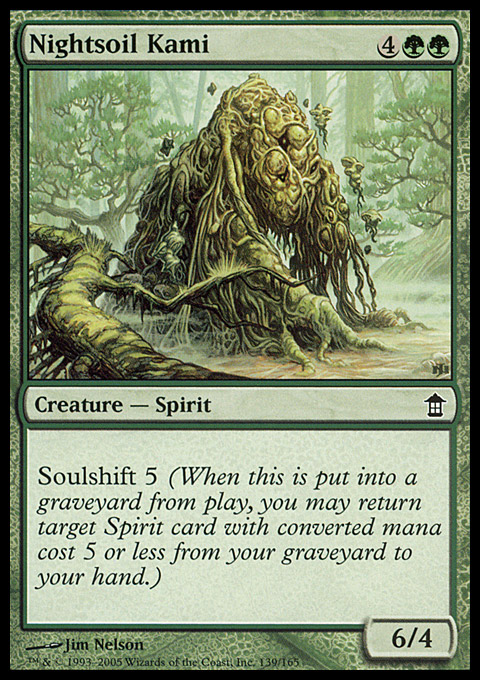 Nightsoil Kami 4
Creature — Spirit
Soulshift 5 (When this is put into a
graveyard from play, you may return
target Spirit card with converted mana
cost 5 or less from your graveyard to
your hand.)
6/4
Jim Nelson
™ & © 1993–2005 Wizards of the Coast, Inc. 139/165